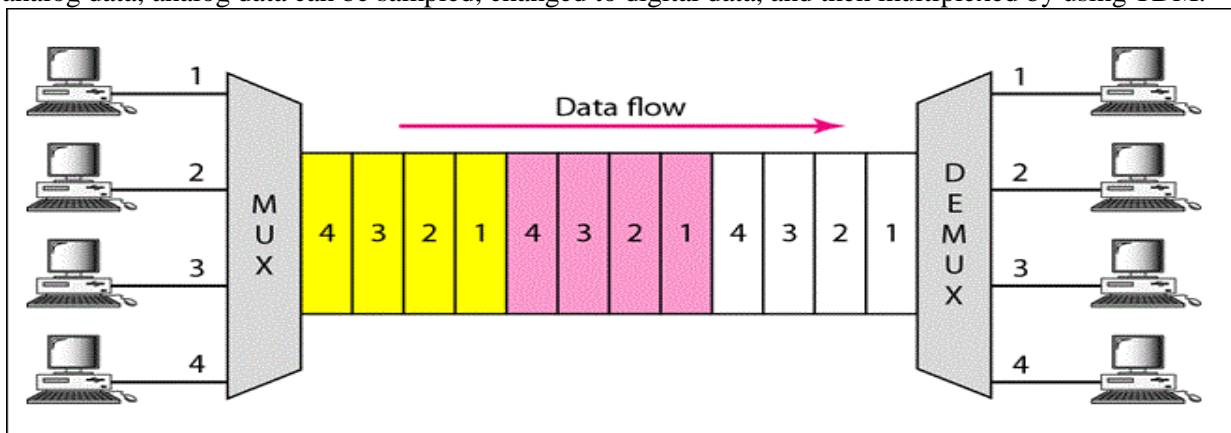 analog data, analog data can be sampled, changed to digital data, and then multiplexed by using TDM.
1
1
Data flow
2
2
MUX
4 3 2 1 4 3 2 1 4 3 2 1
DEMUX
3
3
4
4